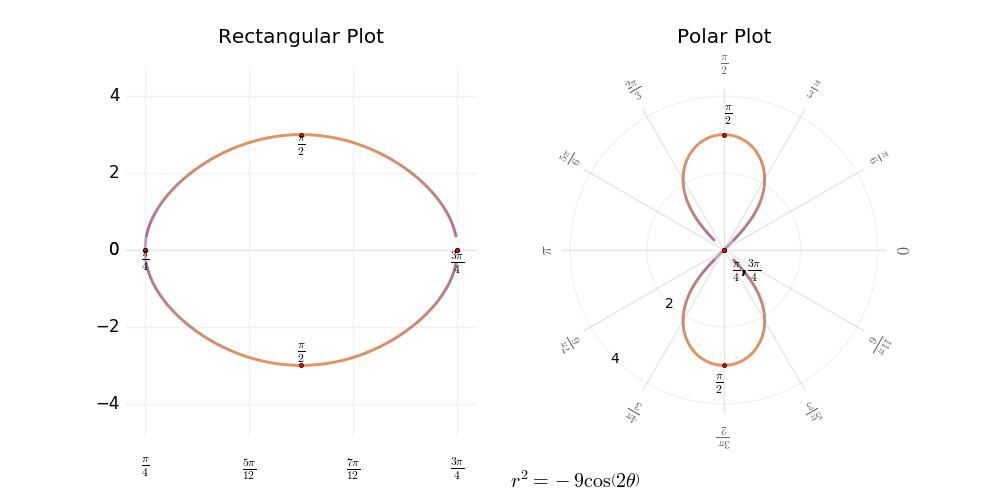 Rectangular Plot
4
2
0
−2
−4
π/4
5π/12
7π/12
3π/4
π/2
π/4
3π/4
π/2
Polar Plot
π/2
2π/3
π/3
5π/6
π/6
π
0
7π/6
11π/6
4π/3
5π/3
3π/2
π/2
π/4, 3π/4
π/2
2
4
r² = −9cos(2θ)